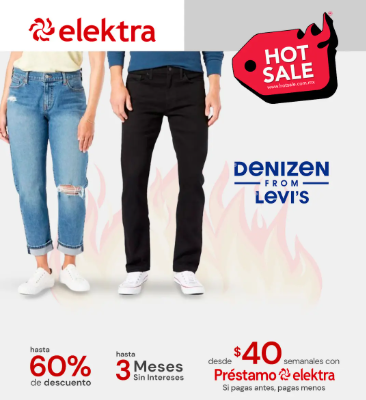 elektra
HOT
SALE
www.hotsale.com.mx
DENIZEN
FROM
LEVI'S
hasta
60%
de descuento
hasta
3 Meses
Sin Intereses
desde $40 semanales con
Préstamo elektra
Si pagas antes, pagas menos